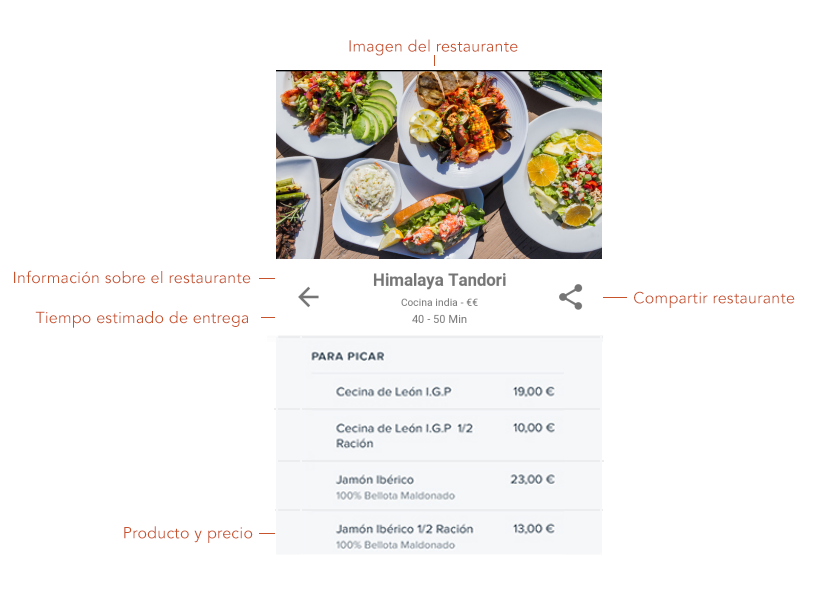 Imagen del restaurante
Información sobre el restaurante
Himalaya Tandori
Cocina india - €€
Compartir restaurante
Tiempo estimado de entrega
40 - 50 Min
PARA PICAR
Cecina de León I.G.P 19,00 €
Cecina de León I.G.P 1/2 10,00 €
Ración
Jamón Ibérico 23,00 €
100% Bellota Maldonado
Producto y precio
Jamón Ibérico 1/2 Ración 13,00 €
100% Bellota Maldonado